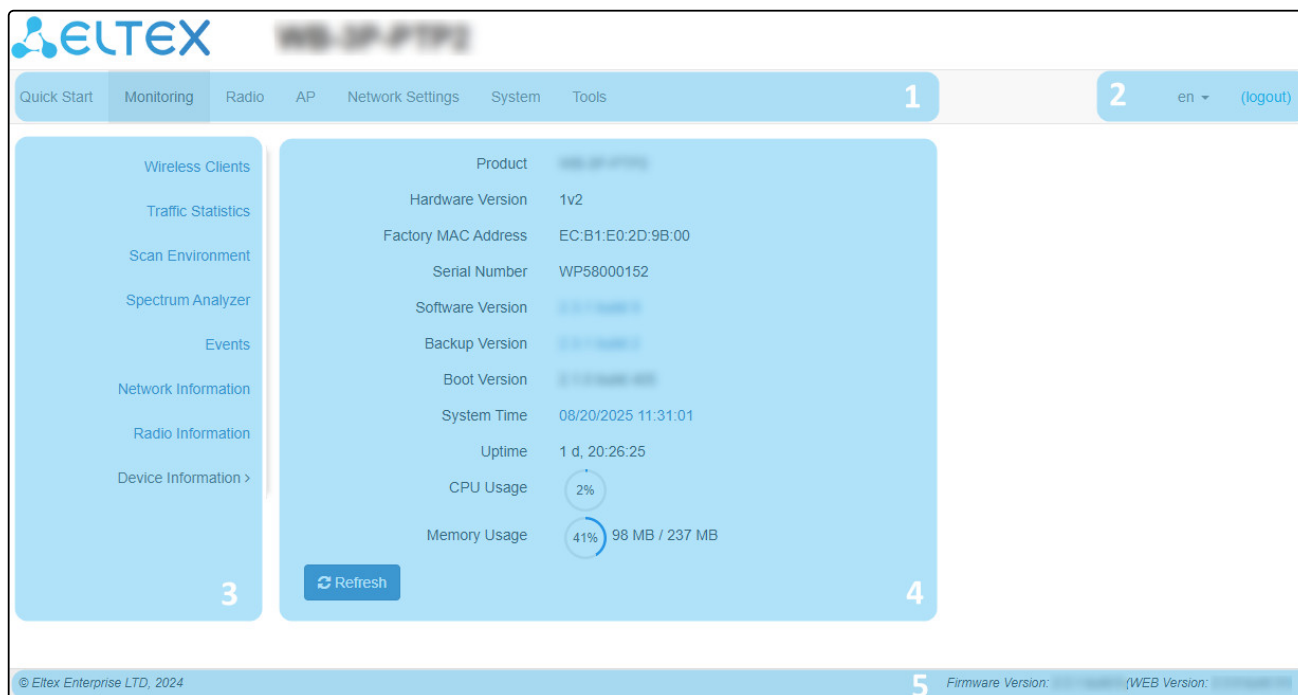 ELTEX
Quick Start Monitoring Radio AP Network Settings System Tools 1 2 en (logout)
Wireless Clients
Traffic Statistics
Scan Environment
Spectrum Analyzer
Events
Network Information
Radio Information
Device Information >
3
Product
Hardware Version 1v2
Factory MAC Address EC:B1:E0:2D:9B:00
Serial Number WP58000152
Software Version
Backup Version
Boot Version
System Time 08/20/2025 11:31:01
Uptime 1 d, 20:26:25
CPU Usage 2%
Memory Usage 41% 98 MB / 237 MB
Refresh
4
© Eltex Enterprise LTD, 2024 5 Firmware Version: (WEB Version: